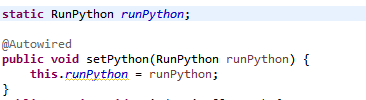 static RunPython runPython;
@Autowired
public void setPython(RunPython runPython) {
this.runPython = runPython;
}